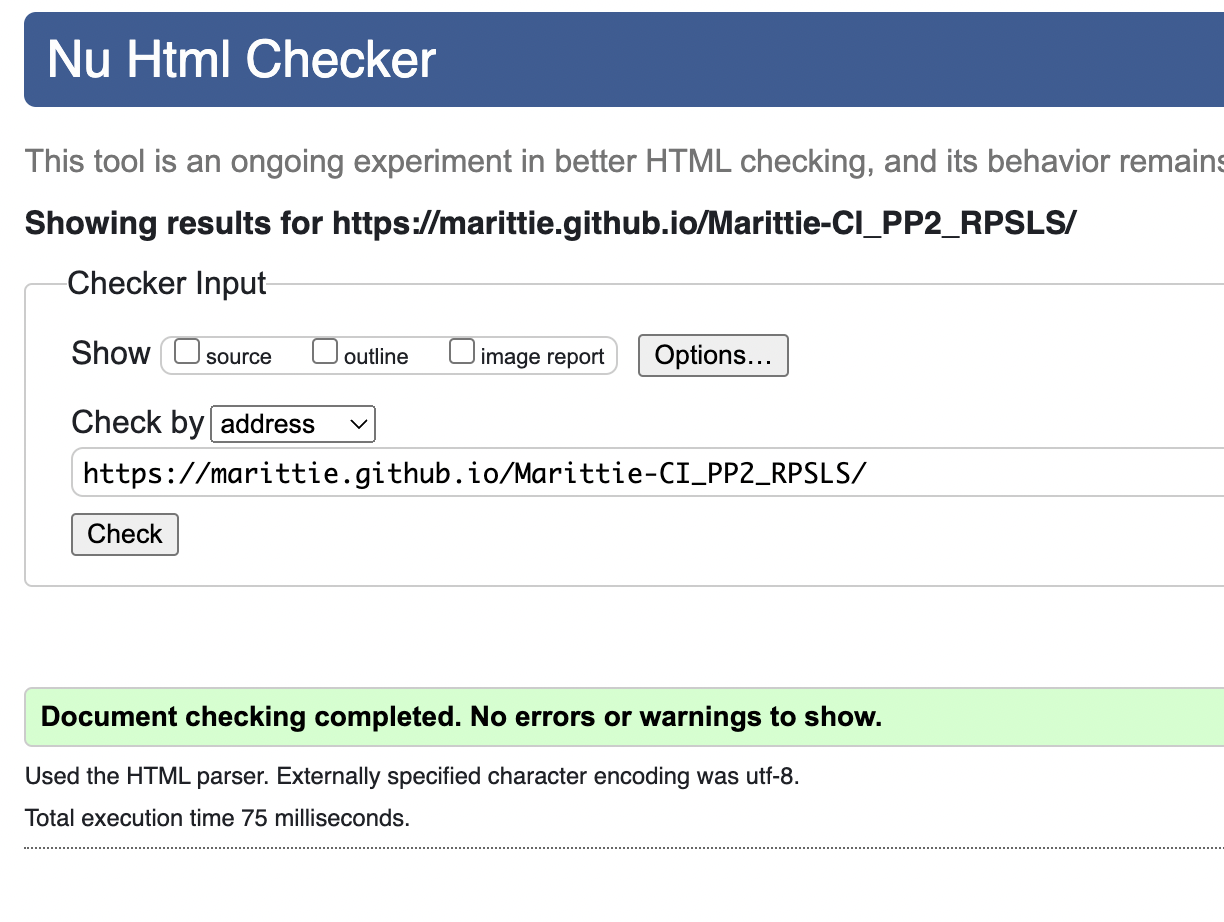 Nu Html Checker
This tool is an ongoing experiment in better HTML checking, and its behavior remains
Showing results for https://marittie.github.io/Marittie-CI_PP2_RPSLS/
Checker Input
Show source outline image report Options…
Check by address
https://marittie.github.io/Marittie-CI_PP2_RPSLS/
Check
Document checking completed. No errors or warnings to show.
Used the HTML parser. Externally specified character encoding was utf-8.
Total execution time 75 milliseconds.